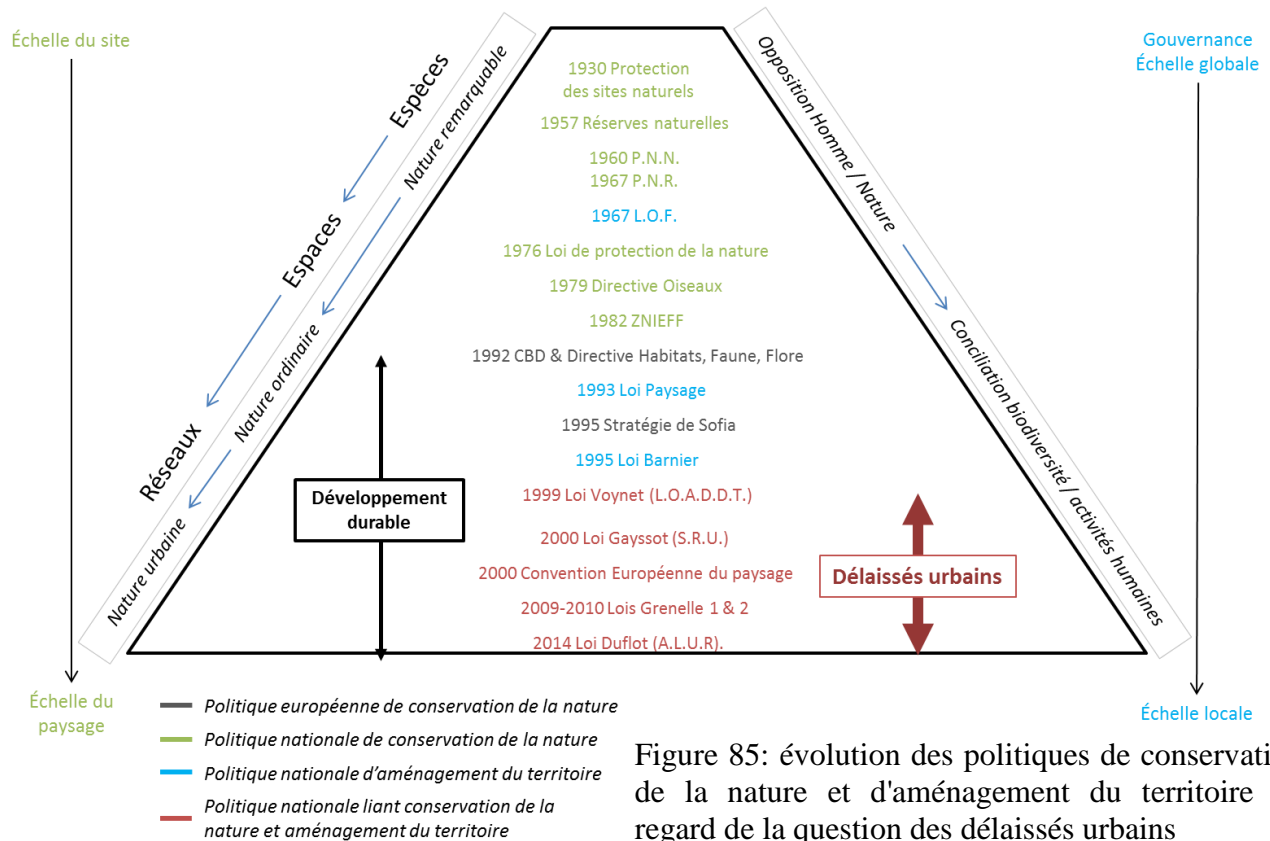 Échelle du site
Gouvernance
Échelle globale
Espèces
Espaces
Réseaux
Nature remarquable
Nature ordinaire
Nature urbaine
Opposition Homme / Nature
Conciliation biodiversité / activités humaines
1930 Protection
des sites naturels
1957 Réserves naturelles
1960 P.N.N.
1967 P.N.R.
1967 L.O.F.
1976 Loi de protection de la nature
1979 Directive Oiseaux
1982 ZNIEFF
1992 CBD & Directive Habitats, Faune, Flore
1993 Loi Paysage
1995 Stratégie de Sofia
1995 Loi Barnier
1999 Loi Voynet (L.O.A.D.D.T.)
2000 Loi Gayssot (S.R.U.)
2000 Convention Européenne du paysage
2009-2010 Lois Grenelle 1 & 2
2014 Loi Duflot (A.L.U.R).
Développement
durable
Délaissés urbains
Échelle du
paysage
Échelle locale
Politique européenne de conservation de la nature
Politique nationale de conservation de la nature
Politique nationale d'aménagement du territoire
Politique nationale liant conservation de la
nature et aménagement du territoire
Figure 85: évolution des politiques de conservati
de la nature et d'aménagement du territoire
regard de la question des délaissés urbains